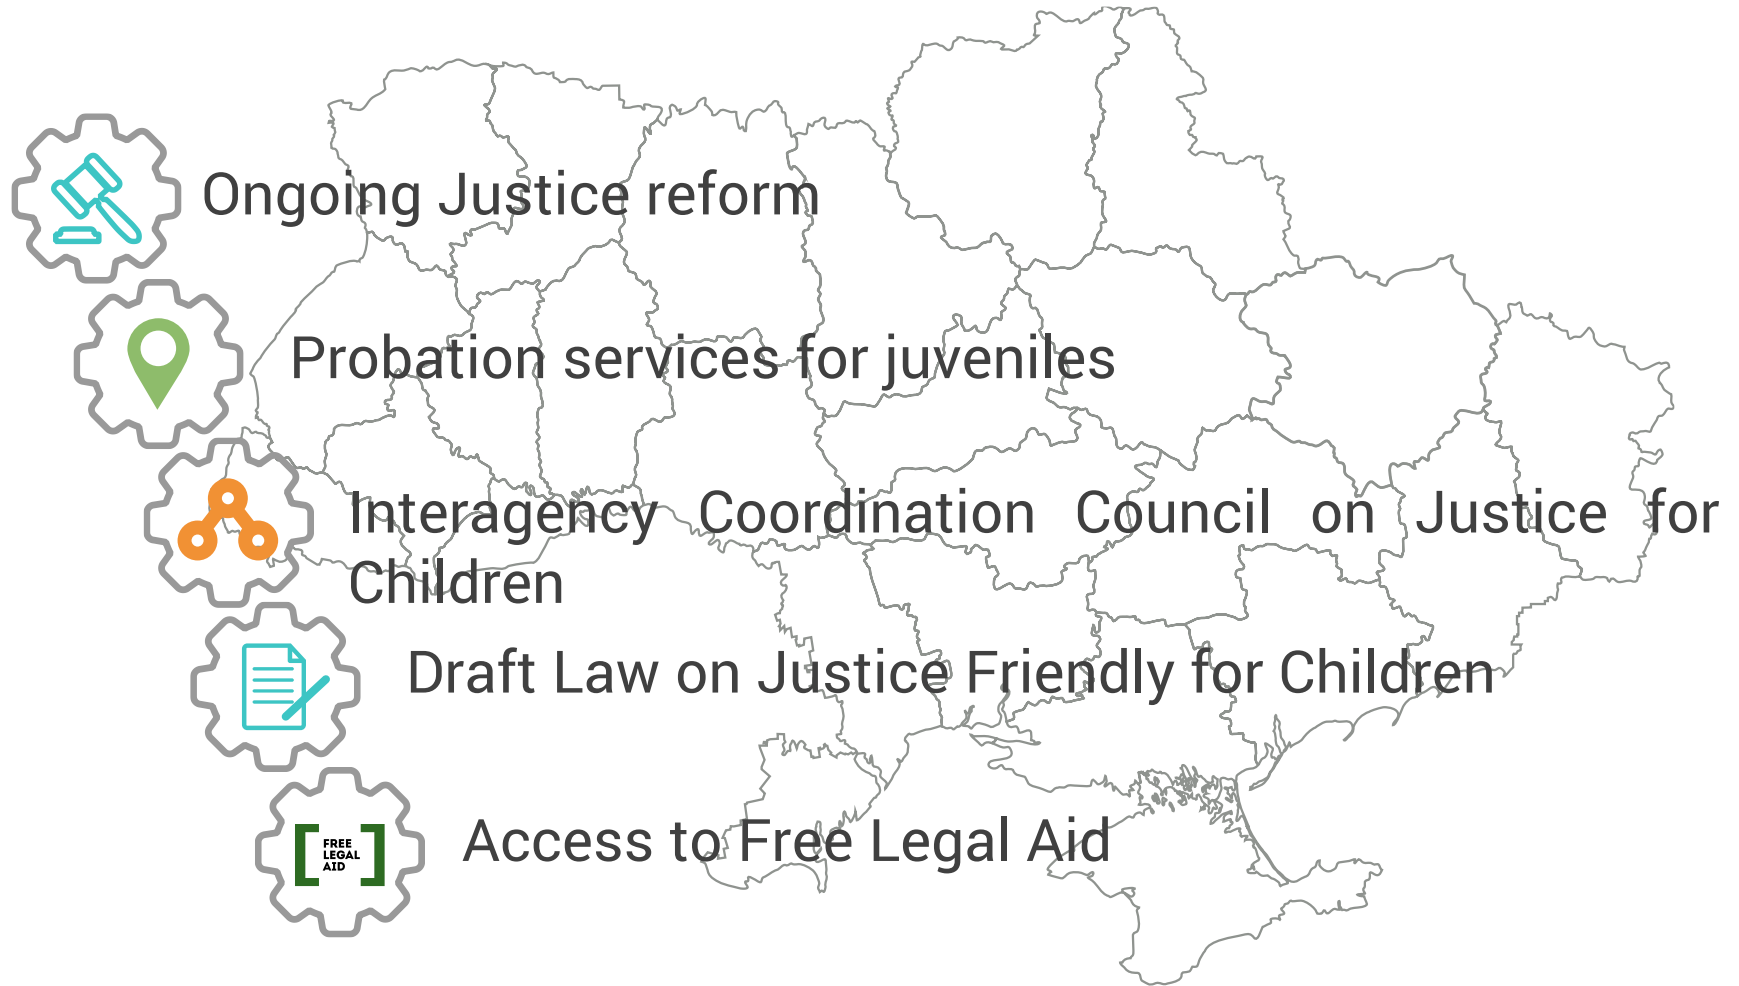 Ongoing Justice reform
Probation services for juveniles
Interagency Coordination Council on Justice for
Children
Draft Law on Justice Friendly for Children
FREE
LEGAL
AID
Access to Free Legal Aid